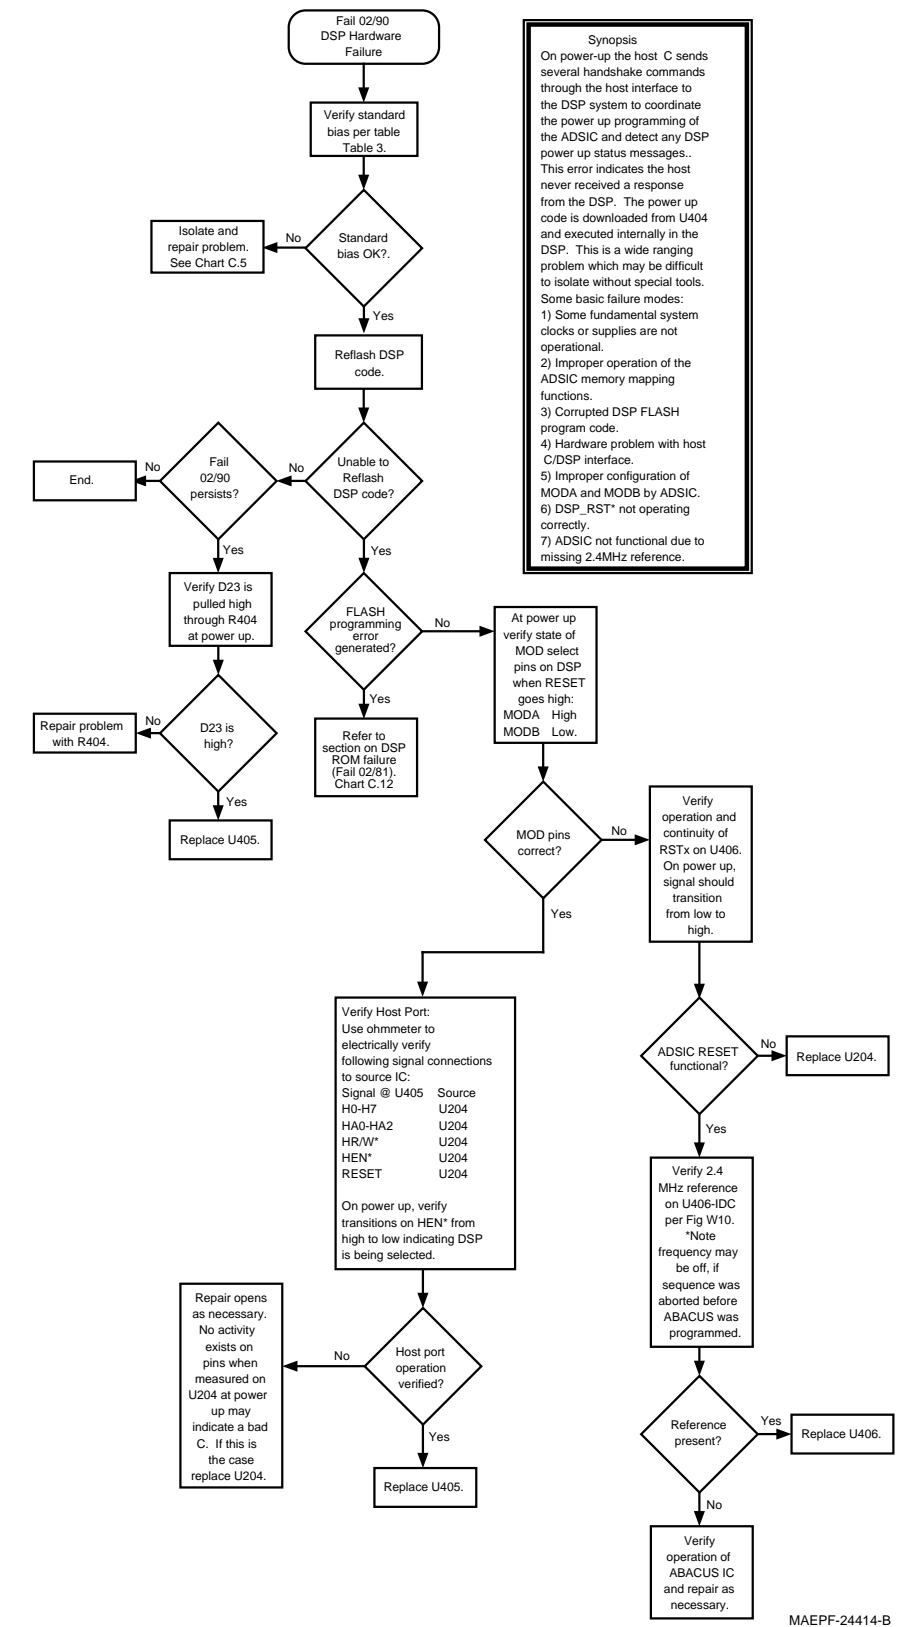 Fail 02/90
DSP Hardware
Failure
Verify standard
bias per table
Table 3.
Standard
bias OK?.
No
Isolate and
repair problem.
See Chart C.5
Yes
Reflash DSP
code.
Unable to
Reflash
DSP code?
No
Fail
02/90
persists?
No
End.
Yes
Verify D23 is
pulled high
through R404
at power up.
D23 is
high?
No
Repair problem
with R404.
Yes
Replace U405.
Yes
FLASH
programming
error
generated?
Yes
Refer to
section on DSP
ROM failure
(Fail 02/81).
Chart C.12
No
At power up
verify state of
MOD select
pins on DSP
when RESET
goes high:
MODA High
MODB Low.
MOD pins
correct?
No
Verify
operation and
continuity of
RSTx on U406.
On power up,
signal should
transition
from low to
high.
Yes
Verify Host Port:
Use ohmmeter to
electrically verify
following signal connections
to source IC:
Signal @ U405 Source
H0-H7 U204
HA0-HA2 U204
HR/W* U204
HEN* U204
RESET U204
On power up, verify
transitions on HEN* from
high to low indicating DSP
is being selected.
Host port
operation
verified?
No
Repair opens
as necessary.
No activity
exists on
pins when
measured on
U204 at power
up may
indicate a bad
C. If this is
the case
replace U204.
Yes
Replace U405.
ADSIC RESET
functional?
No
Replace U204.
Yes
Verify 2.4
MHz reference
on U406-IDC
per Fig W10.
*Note
frequency may
be off, if
sequence was
aborted before
ABACUS was
programmed.
Reference
present?
Yes
Replace U406.
No
Verify
operation of
ABACUS IC
and repair as
necessary.
Synopsis
On power-up the host C sends
several handshake commands
through the host interface to
the DSP system to coordinate
the power up programming of
the ADSIC and detect any DSP
power up status messages..
This error indicates the host
never received a response
from the DSP. The power up
code is downloaded from U404
and executed internally in the
DSP. This is a wide ranging
problem which may be difficult
to isolate without special tools.
Some basic failure modes:
1) Some fundamental system
clocks or supplies are not
operational.
2) Improper operation of the
ADSIC memory mapping
functions.
3) Corrupted DSP FLASH
program code.
4) Hardware problem with host
C/DSP interface.
5) Improper configuration of
MODA and MODB by ADSIC.
6) DSP_RST* not operating
correctly.
7) ADSIC not functional due to
missing 2.4MHz reference.
MAEPF-24414-B